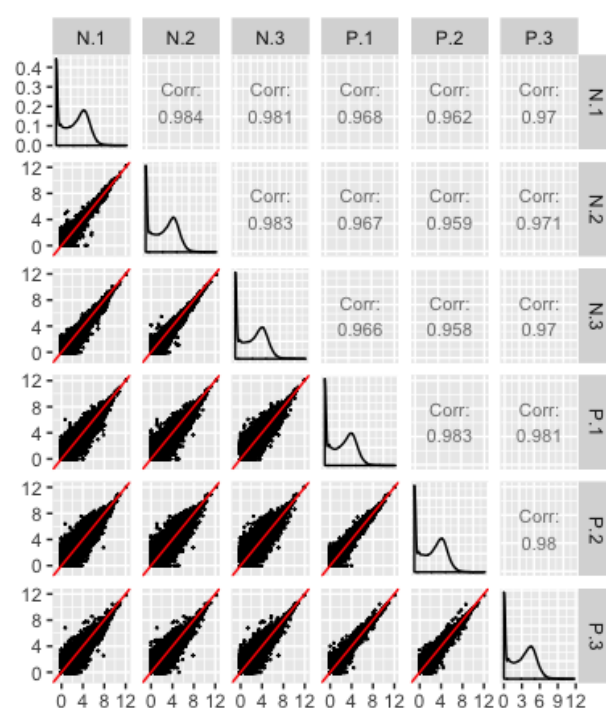 N.1 N.2 N.3 P.1 P.2 P.3
0.4
0.3
0.2
0.1
0.0
Corr:
0.984
Corr:
0.981
Corr:
0.968
Corr:
0.962
Corr:
0.97
N.1
12
8
4
0
Corr:
0.983
Corr:
0.967
Corr:
0.959
Corr:
0.971
N.2
12
8
4
0
Corr:
0.966
Corr:
0.958
Corr:
0.97
N.3
12
8
4
0
Corr:
0.983
Corr:
0.981
P.1
12
8
4
0
Corr:
0.98
P.2
12
8
4
0
P.3
0 4 8 12 0 4 8 12 0 4 8 12 0 4 8 12 0 4 8 12 0 3 6 9 12